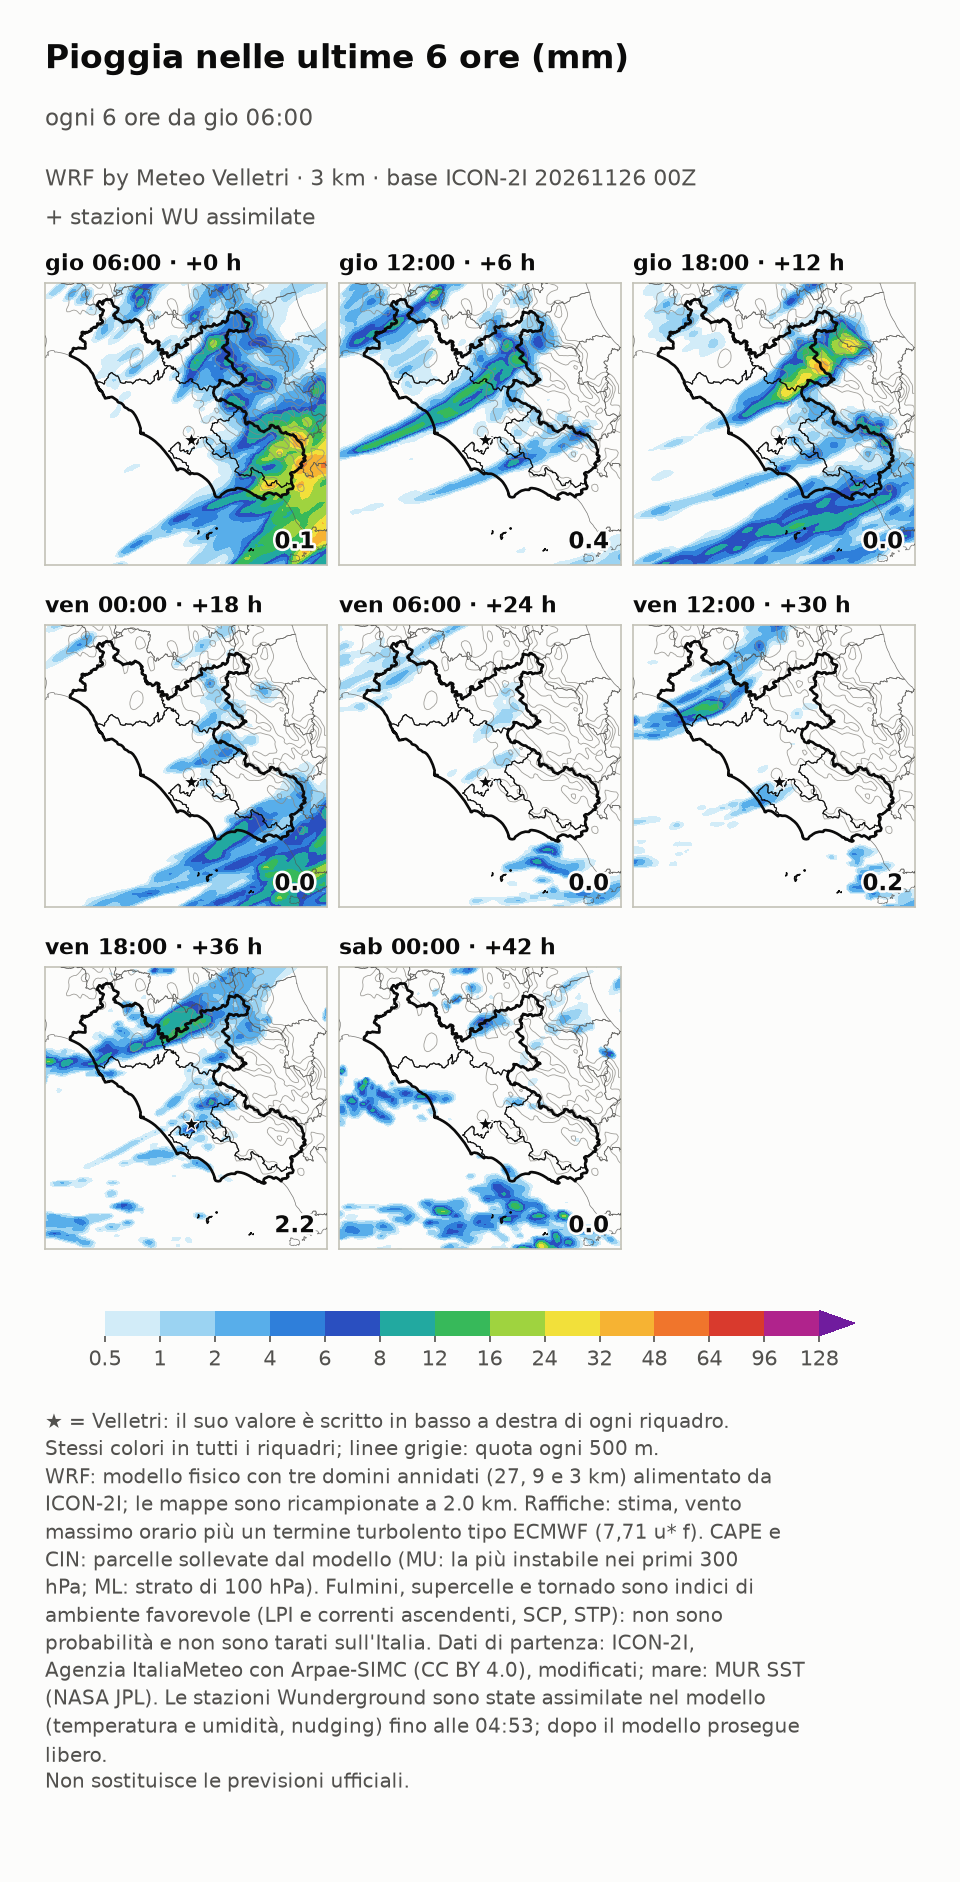 Pioggia nelle ultime 6 ore (mm)
ogni 6 ore da gio 06:00
WRF by Meteo Velletri · 3 km · base ICON-2I 20261126 00Z
+ stazioni WU assimilate
gio 06:00 · +0 h
gio 12:00 · +6 h
gio 18:00 · +12 h
0.1
0.4
0.0
ven 00:00 · +18 h
ven 06:00 · +24 h
ven 12:00 · +30 h
0.0
0.0
0.2
ven 18:00 · +36 h
sab 00:00 · +42 h
2.2
0.0
0.5 1 2 4 6 8 12 16 24 32 48 64 96 128
★ = Velletri: il suo valore è scritto in basso a destra di ogni riquadro.
Stessi colori in tutti i riquadri; linee grigie: quota ogni 500 m.
WRF: modello fisico con tre domini annidati (27, 9 e 3 km) alimentato da
ICON-2I; le mappe sono ricampionate a 2.0 km. Raffiche: stima, vento
massimo orario più un termine turbolento tipo ECMWF (7,71 u* f). CAPE e
CIN: parcelle sollevate dal modello (MU: la più instabile nei primi 300
hPa; ML: strato di 100 hPa). Fulmini, supercelle e tornado sono indici di
ambiente favorevole (LPI e correnti ascendenti, SCP, STP): non sono
probabilità e non sono tarati sull'Italia. Dati di partenza: ICON-2I,
Agenzia ItaliaMeteo con Arpae-SIMC (CC BY 4.0), modificati; mare: MUR SST
(NASA JPL). Le stazioni Wunderground sono state assimilate nel modello
(temperatura e umidità, nudging) fino alle 04:53; dopo il modello prosegue
libero.
Non sostituisce le previsioni ufficiali.